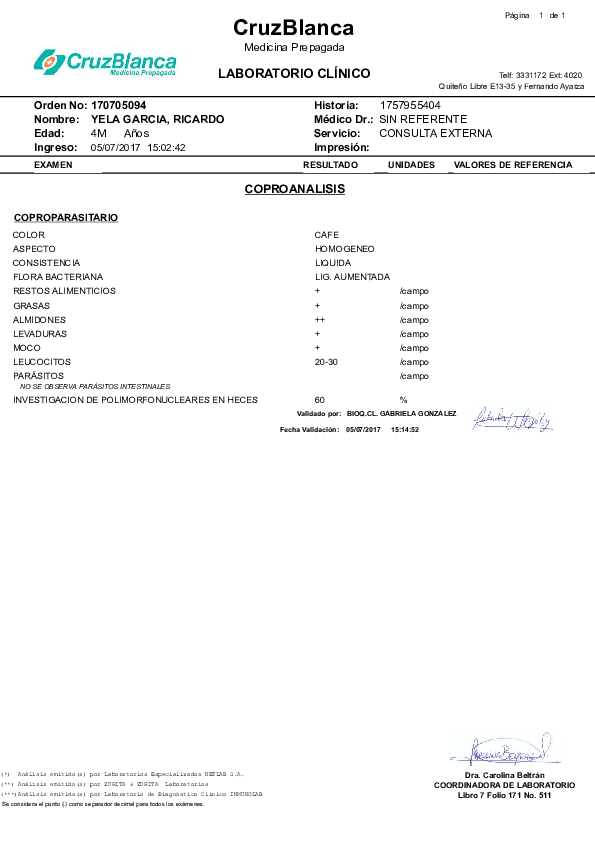 Página 1 de 1
CruzBlanca
Medicina Prepagada
CruzBlanca
Medicina Prepagada
LABORATORIO CLÍNICO
Telf: 3331172 Ext: 4020
Quiteño Libre E13-35 y Fernando Ayaiza
Orden No: 170705094 Historia: 1757955404
Nombre: YELA GARCIA, RICARDO Médico Dr.: SIN REFERENTE
Edad: 4M Años Servicio: CONSULTA EXTERNA
Ingreso: 05/07/2017 15:02:42 Impresión:
EXAMEN RESULTADO UNIDADES VALORES DE REFERENCIA
COPROANALISIS
COPROPARASITARIO
COLOR CAFE
ASPECTO HOMOGENEO
CONSISTENCIA LIQUIDA
FLORA BACTERIANA LIG. AUMENTADA
RESTOS ALIMENTICIOS + /campo
GRASAS + /campo
ALMIDONES ++ /campo
LEVADURAS + /campo
MOCO + /campo
LEUCOCITOS 20-30 /campo
PARÁSITOS /campo
NO SE OBSERVA PARÁSITOS INTESTINALES
INVESTIGACION DE POLIMORFONUCLEARES EN HECES 60 %
Validado por: BIOQ.CL. GABRIELA GONZALEZ
Fecha Validación: 05/07/2017 15:14:52
Dra. Carolina Beltrán
COORDINADORA DE LABORATORIO
Libro 7 Folio 171 No. 511
(*) Análisis emitido(s) por Laboratorios Especializados NETLAB S.A.
(**) Análisis emitido(s) por ZURITA & ZURITA Laboratorios
(***)Análisis emitido(s) por Laboratorio de Diagnóstico Clínico INMUNOLAB
Se considera el punto (.) como separador decimal para todos los exámenes.